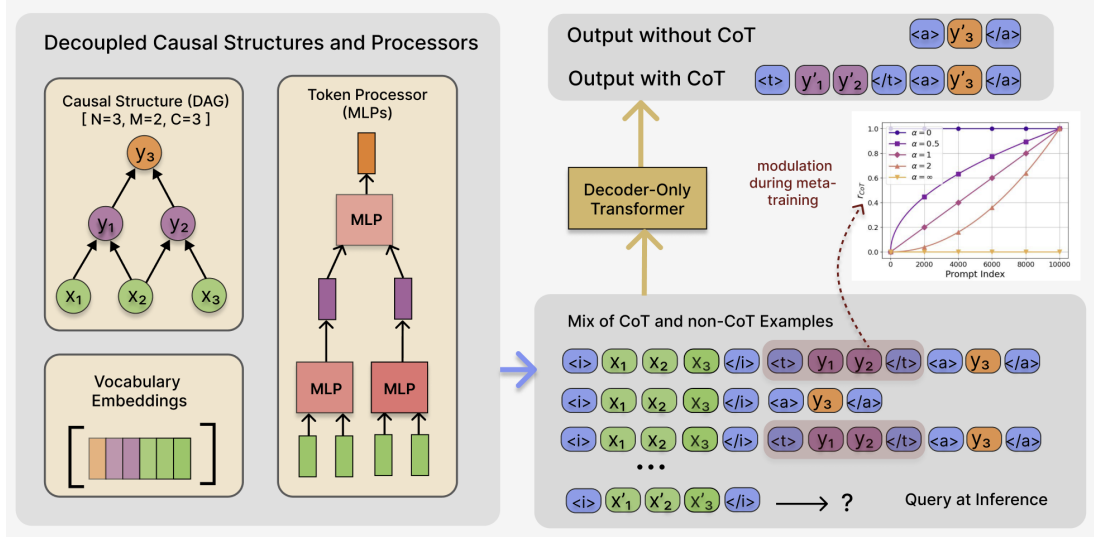 Decoupled Causal Structures and Processors
Causal Structure (DAG)
[ N=3, M=2, C=3 ]
y₃
y₁ y₂
x₁ x₂ x₃
Vocabulary
Embeddings
Token Processor
(MLPs)
MLP
MLP MLP
Output without CoT <a> y'₃ </a>
Output with CoT <t> y'₁ y'₂ </t> <a> y'₃ </a>
Decoder-Only
Transformer
modulation
during meta-
training
α = 0
α = 0.5
α = 1
α = 2
α = ∞
1.0
0.8
0.6
0.4
0.2
0.0
r_CoT
0 2000 4000 6000 8000 10000
Prompt Index
Mix of CoT and non-CoT Examples
<i> x₁ x₂ x₃ </i> <t> y₁ y₂ </t> <a> y₃ </a>
<i> x₁ x₂ x₃ </i> <a> y₃ </a>
<i> x₁ x₂ x₃ </i> <t> y₁ y₂ </t> <a> y₃ </a>
...
<i> x'₁ x'₂ x'₃ </i> ? Query at Inference